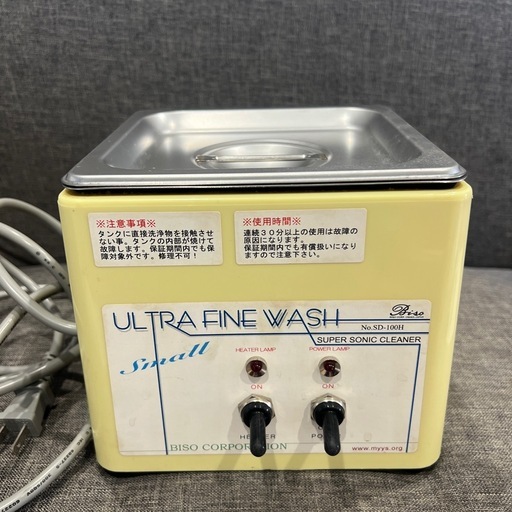 ※注意事項※
タンクに直接洗浄物を接触させ
ない事。タンクの内部が焼けて
故障します。保証期間内でも保
障対象外です。修理不可！
※使用時間※
連続３０分以上の使用は故障の
原因になります。
保証期間内でも有償扱いになり
ますので注意下さい。
Biso
ULTRA FINE WASH
No.SD-100H
SUPER SONIC CLEANER
Small
HEATER LAMP
POWER LAMP
ON
ON
HEATER
BISO CORPORATION
www.myys.org